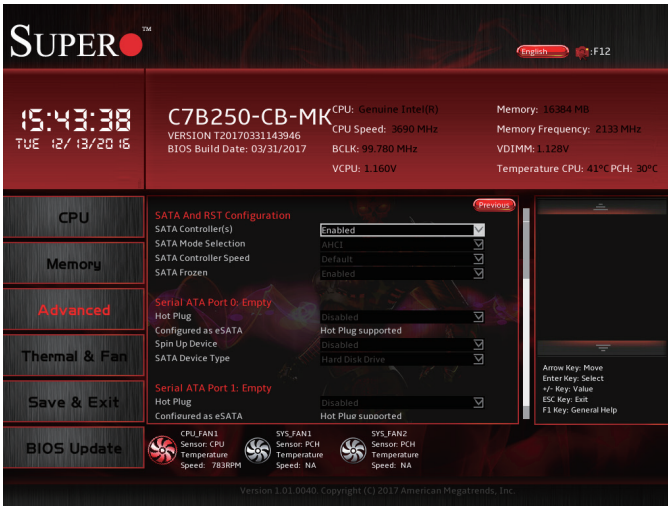 SUPER TM
English :F12
15:43:38
TUE 12/13/2016
C7B250-CB-MK
VERSION T20170331143946
BIOS Build Date: 03/31/2017
CPU: Genuine Intel(R)
CPU Speed: 3690 MHz
BCLK: 99.780 MHz
VCPU: 1.160V
Memory: 16384 MB
Memory Frequency: 2133 MHz
VDIMM: 1.128V
Temperature CPU: 41°C PCH: 30°C
CPU
Memory
Advanced
Thermal & Fan
Save & Exit
BIOS Update
Previous
SATA And RST Configuration
SATA Controller(s) Enabled
SATA Mode Selection AHCI
SATA Controller Speed Default
SATA Frozen Enabled
Serial ATA Port 0: Empty
Hot Plug Disabled
Configured as eSATA Hot Plug supported
Spin Up Device Disabled
SATA Device Type Hard Disk Drive
Serial ATA Port 1: Empty
Hot Plug Disabled
Configured as eSATA Hot Plug supported
Arrow Key: Move
Enter Key: Select
+/- Key: Value
ESC Key: Exit
F1 Key: General Help
CPU_FAN1
Sensor: CPU
Temperature
Speed: 783RPM
SYS_FAN1
Sensor: PCH
Temperature
Speed: NA
SYS_FAN2
Sensor: PCH
Temperature
Speed: NA
Version 1.01.0040. Copyright (C) 2017 American Megatrends, Inc.